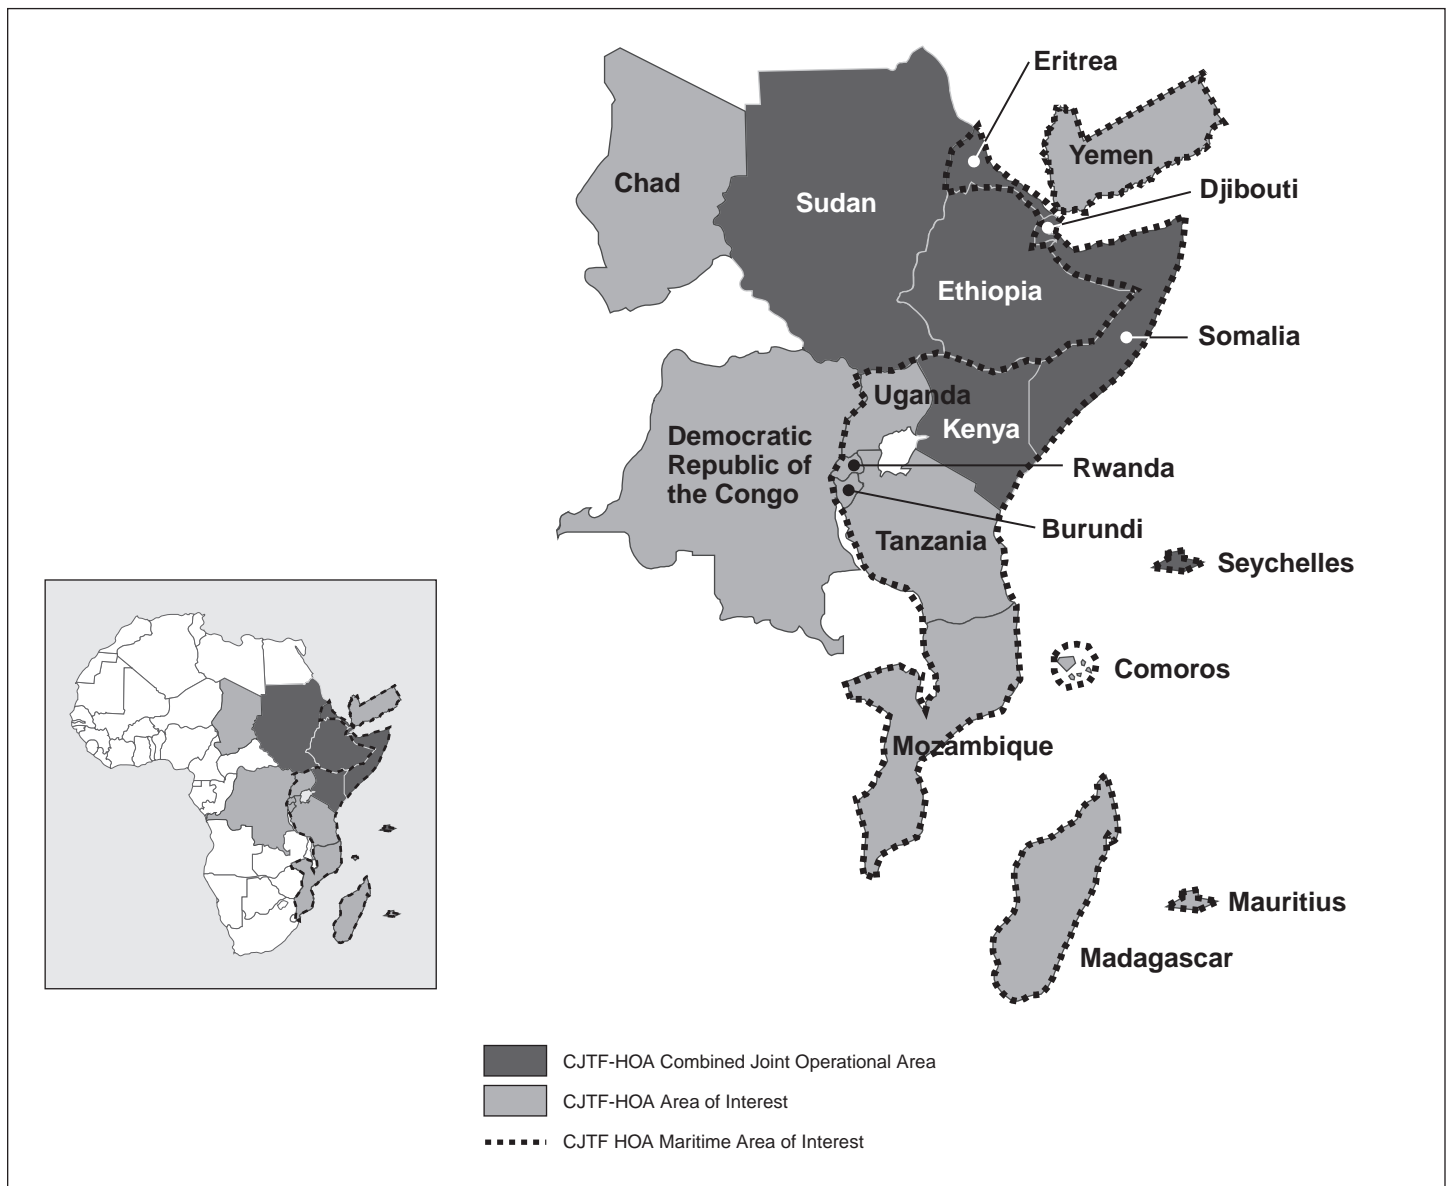 Eritrea
Yemen
Chad
Djibouti
Sudan
Ethiopia
Somalia
Uganda
Kenya
Democratic
Republic of
the Congo
Rwanda
Burundi
Tanzania
Seychelles
Comoros
Mozambique
Mauritius
Madagascar
CJTF-HOA Combined Joint Operational Area
CJTF-HOA Area of Interest
CJTF HOA Maritime Area of Interest